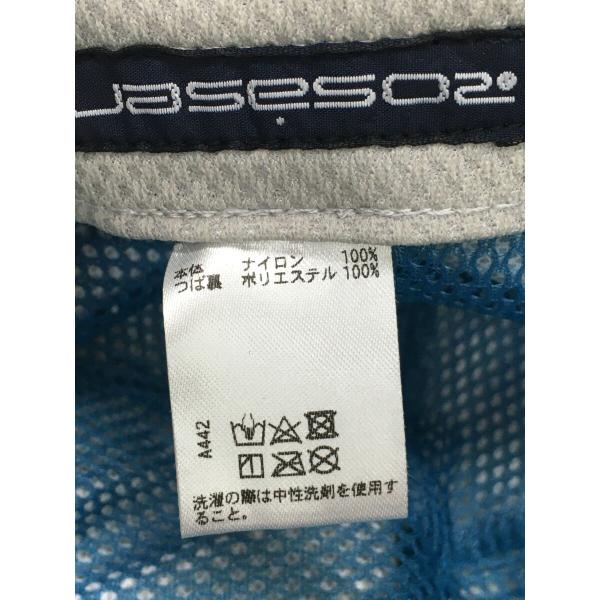 本体 ナイロン 100%
つば裏 ポリエステル 100%
A442
洗濯の際は中性洗剤を使用す
ること。